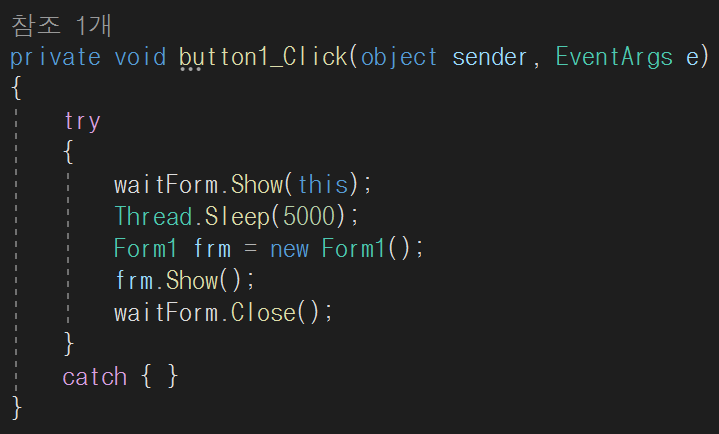 참조 1개
private void button1_Click(object sender, EventArgs e)
{
try
{
waitForm.Show(this);
Thread.Sleep(5000);
Form1 frm = new Form1();
frm.Show();
waitForm.Close();
}
catch { }
}